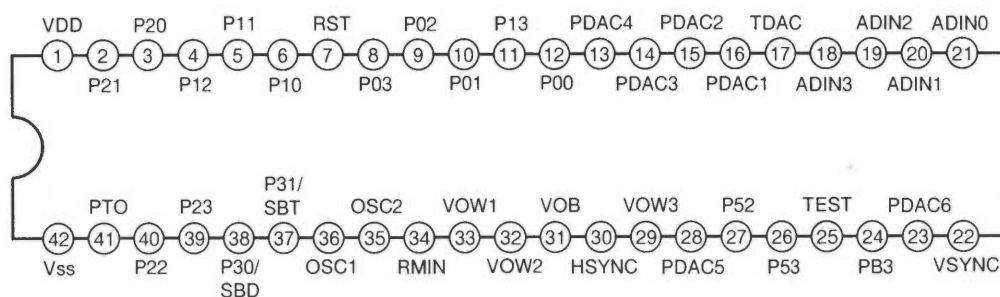 VDD P20 P11 RST P02 P13 PDAC4 PDAC2 TDAC ADIN2 ADIN0
1 2 3 4 5 6 7 8 9 10 11 12 13 14 15 16 17 18 19 20 21
P21 P12 P10 P03 P01 P00 PDAC3 PDAC1 ADIN3 ADIN1
P31/
PTO P23 SBT OSC2 VOW1 VOB VOW3 P52 TEST PDAC6
42 41 40 39 38 37 36 35 34 33 32 31 30 29 28 27 26 25 24 23 22
Vss P22 P30/ OSC1 RMIN VOW2 HSYNC PDAC5 P53 PB3 VSYNC
SBD